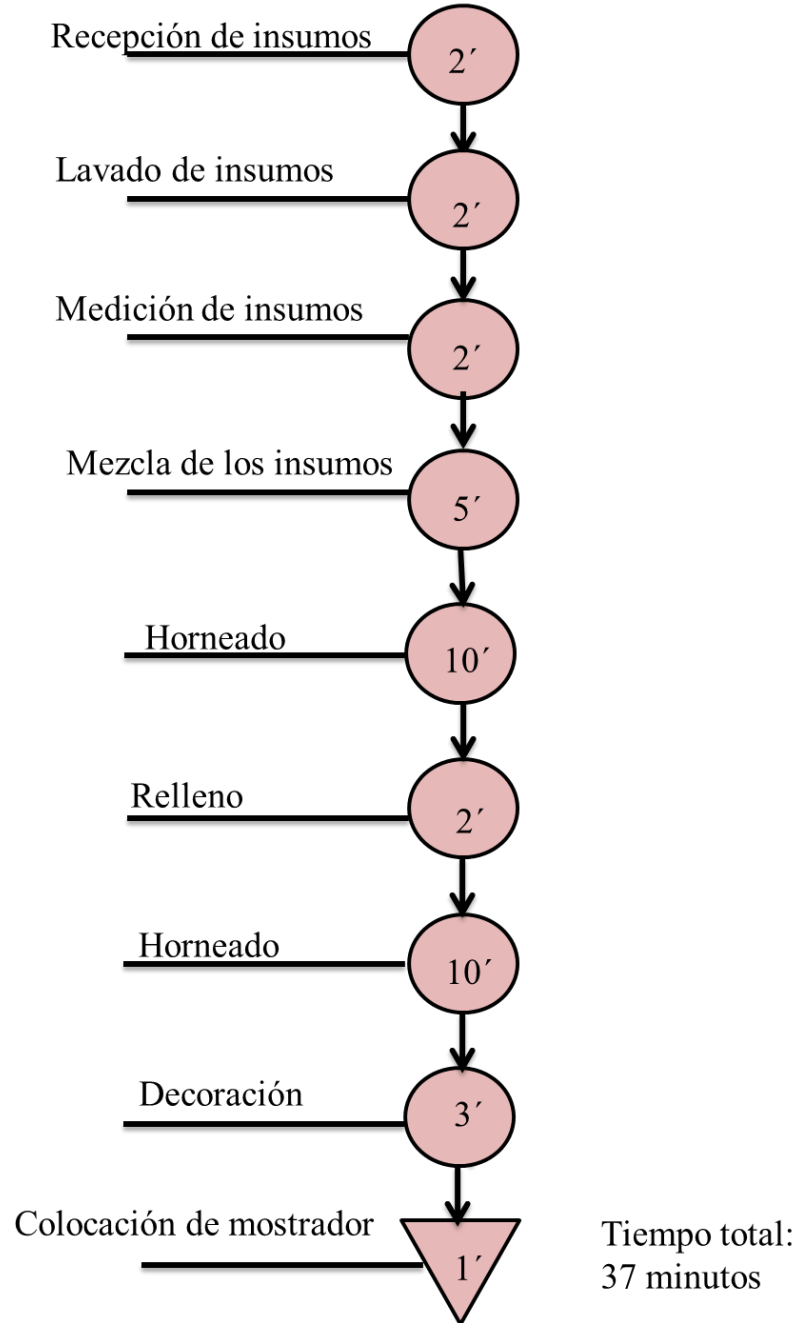 Recepción de insumos
2´
Lavado de insumos
2´
Medición de insumos
2´
Mezcla de los insumos
5´
Horneado
10´
Relleno
2´
Horneado
10´
Decoración
3´
Colocación de mostrador
1´
Tiempo total:
37 minutos